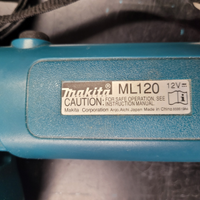 makita ML120 12V
CAUTION: FOR SAFE OPERATION. SEE
INSTRUCTION MANUAL.
Makita Corporation Anjo, Aichi Japan Made in China